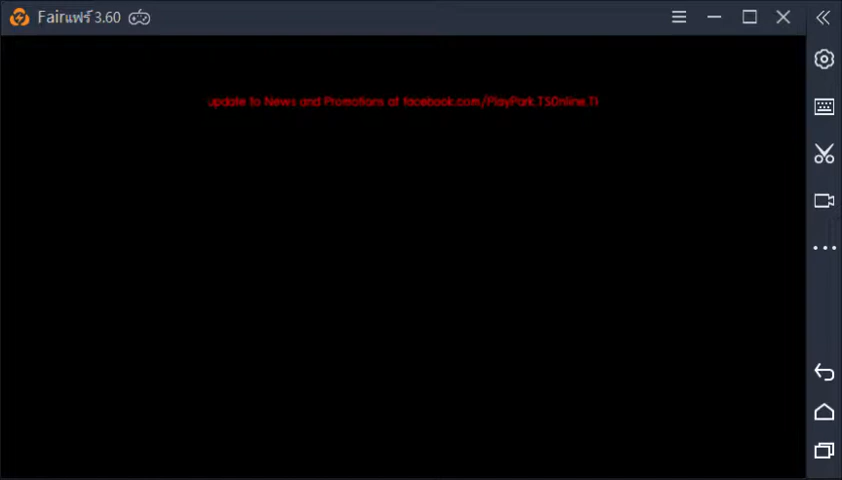 Fairแฟร์ 3.60
update to News and Promotions at facebook.com/PlayPark.TSOnline.TH